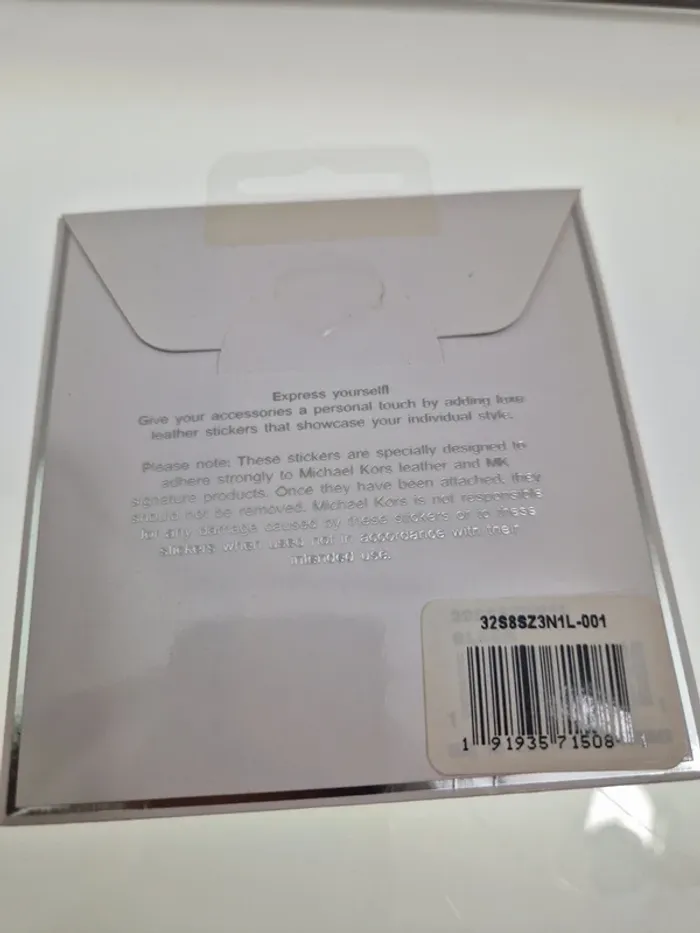 Express yourself!
Give your accessories a personal touch by adding luxe
leather stickers that showcase your individual style.
Please note: These stickers are specially designed to
adhere strongly to Michael Kors leather and MK
signature products. Once they have been attached, they
should not be removed. Michael Kors is not responsible
for any damage caused by these stickers or to these
stickers when used not in accordance with their
intended use.
32S8SZ3N1L-001
1 91935 71508 1